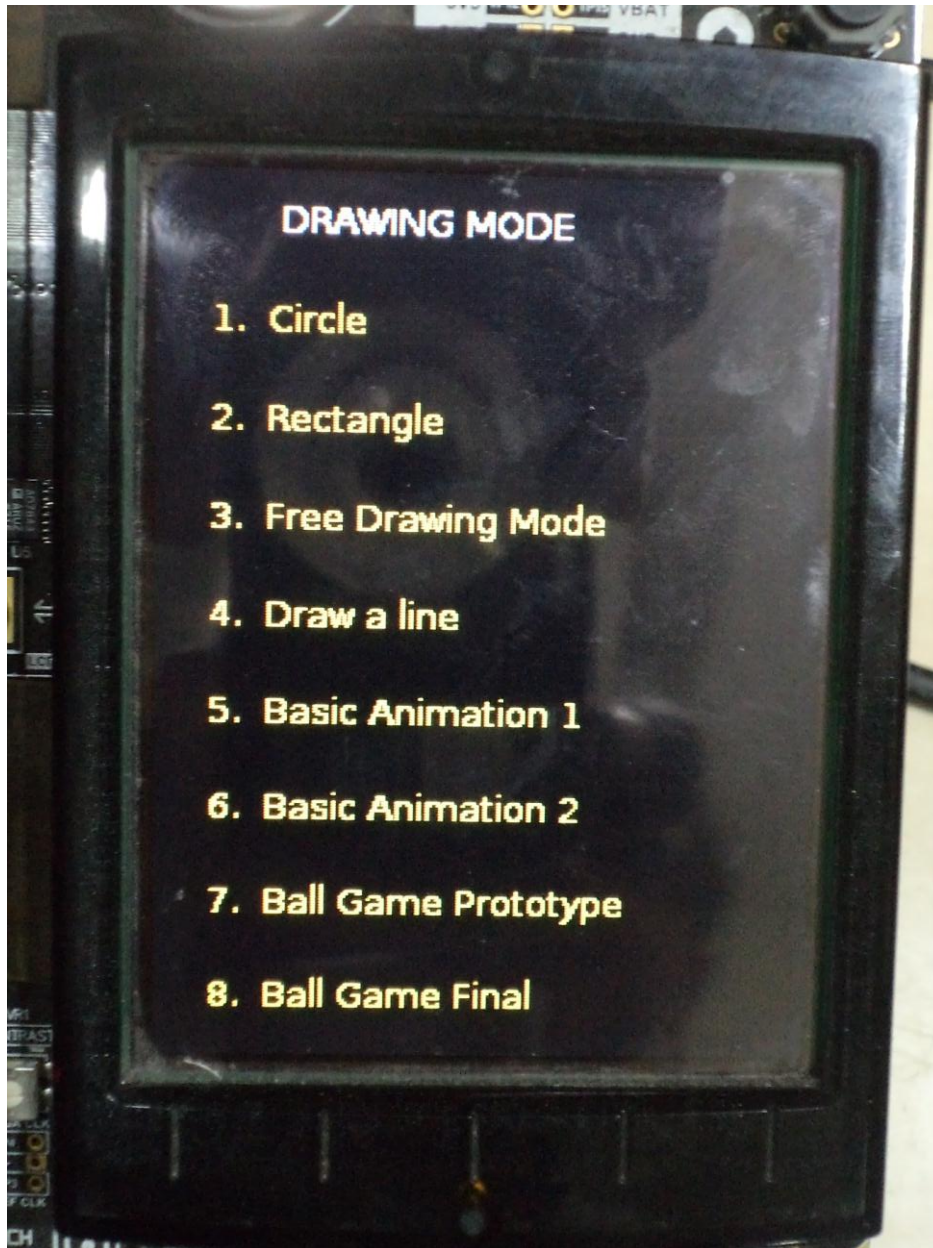 VBAT
DRAWING MODE
1. Circle
2. Rectangle
3. Free Drawing Mode
4. Draw a line
5. Basic Animation 1
6. Basic Animation 2
7. Ball Game Prototype
8. Ball Game Final